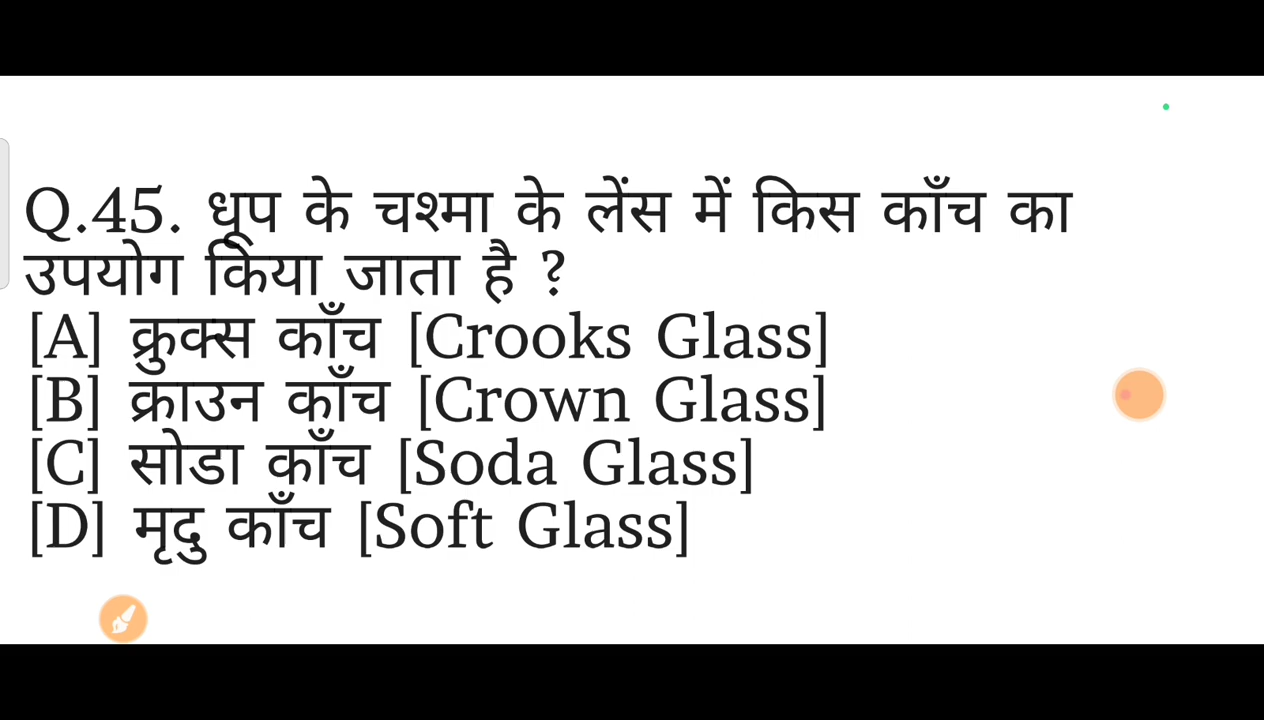 Q.45. धूप के चश्मा के लेंस में किस काँच का
उपयोग किया जाता है ?
[A] क्रुक्स काँच [Crooks Glass]
[B] क्राउन काँच [Crown Glass]
[C] सोडा काँच [Soda Glass]
[D] मृदु काँच [Soft Glass]